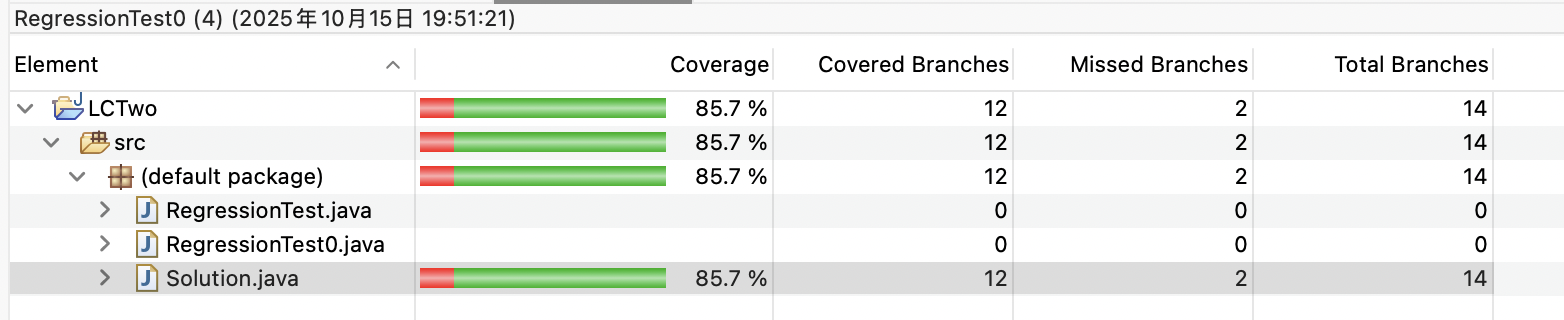 RegressionTest0 (4) (2025年10月15日 19:51:21)
Element Coverage Covered Branches Missed Branches Total Branches
LCTwo 85.7 % 12 2 14
src 85.7 % 12 2 14
(default package) 85.7 % 12 2 14
RegressionTest.java 0 0 0
RegressionTest0.java 0 0 0
Solution.java 85.7 % 12 2 14